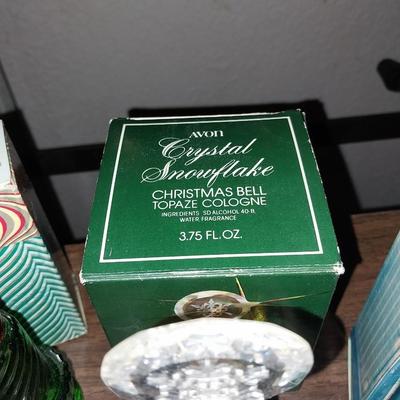 AVON
Crystal
Snowflake
CHRISTMAS BELL
TOPAZE COLOGNE
INGREDIENTS: SD ALCOHOL 40-B,
WATER, FRAGRANCE
3.75 FL. OZ.